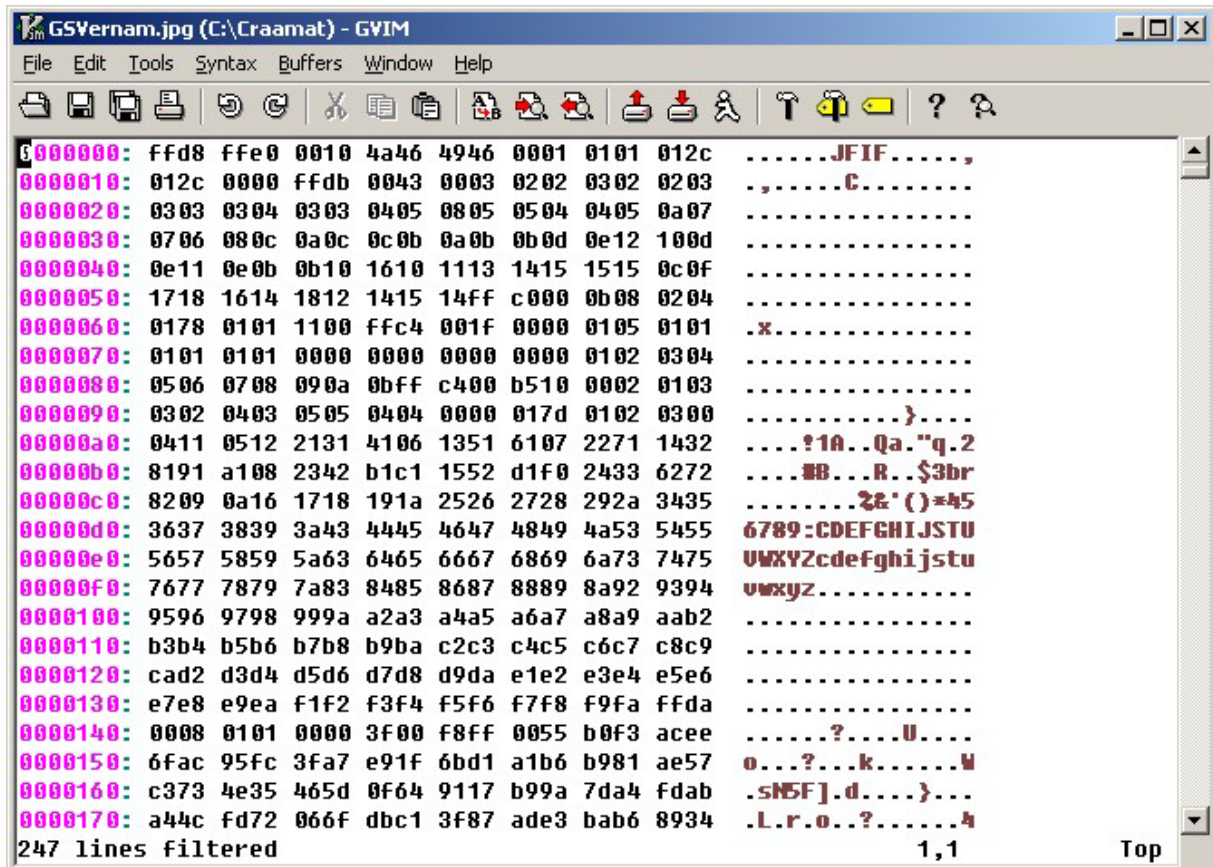 GSVernam.jpg (C:\Craamat) - GVIM
File Edit Tools Syntax Buffers Window Help
0000000: ffd8 ffe0 0010 4a46 4946 0001 0101 012c ......JFIF.....,
0000010: 012c 0000 ffdb 0043 0003 0202 0302 0203 .,.....C........
0000020: 0303 0304 0303 0405 0805 0504 0405 0a07 ................
0000030: 0706 080c 0a0c 0c0b 0a0b 0b0d 0e12 100d ................
0000040: 0e11 0e0b 0b10 1610 1113 1415 1515 0c0f ................
0000050: 1718 1614 1812 1415 14ff c000 0b08 0204 ................
0000060: 0178 0101 1100 ffc4 001f 0000 0105 0101 .x..............
0000070: 0101 0101 0000 0000 0000 0000 0102 0304 ................
0000080: 0506 0708 090a 0bff c400 b510 0002 0103 ................
0000090: 0302 0403 0505 0404 0000 017d 0102 0300 ...........}....
00000a0: 0411 0512 2131 4106 1351 6107 2271 1432 ....!1A..Qa."q.2
00000b0: 8191 a108 2342 b1c1 1552 d1f0 2433 6272 ....#B...R..$3br
00000c0: 8209 0a16 1718 191a 2526 2728 292a 3435 ........%&'()*45
00000d0: 3637 3839 3a43 4445 4647 4849 4a53 5455 6789:CDEFGHIJSTU
00000e0: 5657 5859 5a63 6465 6667 6869 6a73 7475 VWXYZcdefghijstu
00000f0: 7677 7879 7a83 8485 8687 8889 8a92 9394 vwxyz...........
0000100: 9596 9798 999a a2a3 a4a5 a6a7 a8a9 aab2 ................
0000110: b3b4 b5b6 b7b8 b9ba c2c3 c4c5 c6c7 c8c9 ................
0000120: cad2 d3d4 d5d6 d7d8 d9da e1e2 e3e4 e5e6 ................
0000130: e7e8 e9ea f1f2 f3f4 f5f6 f7f8 f9fa ffda ................
0000140: 0008 0101 0000 3f00 f8ff 0055 b0f3 acee ......?....U....
0000150: 6fac 95fc 3fa7 e91f 6bd1 a1b6 b981 ae57 o...?...k......W
0000160: c373 4e35 465d 0f64 9117 b99a 7da4 fdab .sN5F].d....}...
0000170: a44c fd72 066f dbc1 3f87 ade3 bab6 8934 .L.r.o..?......4
247 lines filtered 1,1 Top